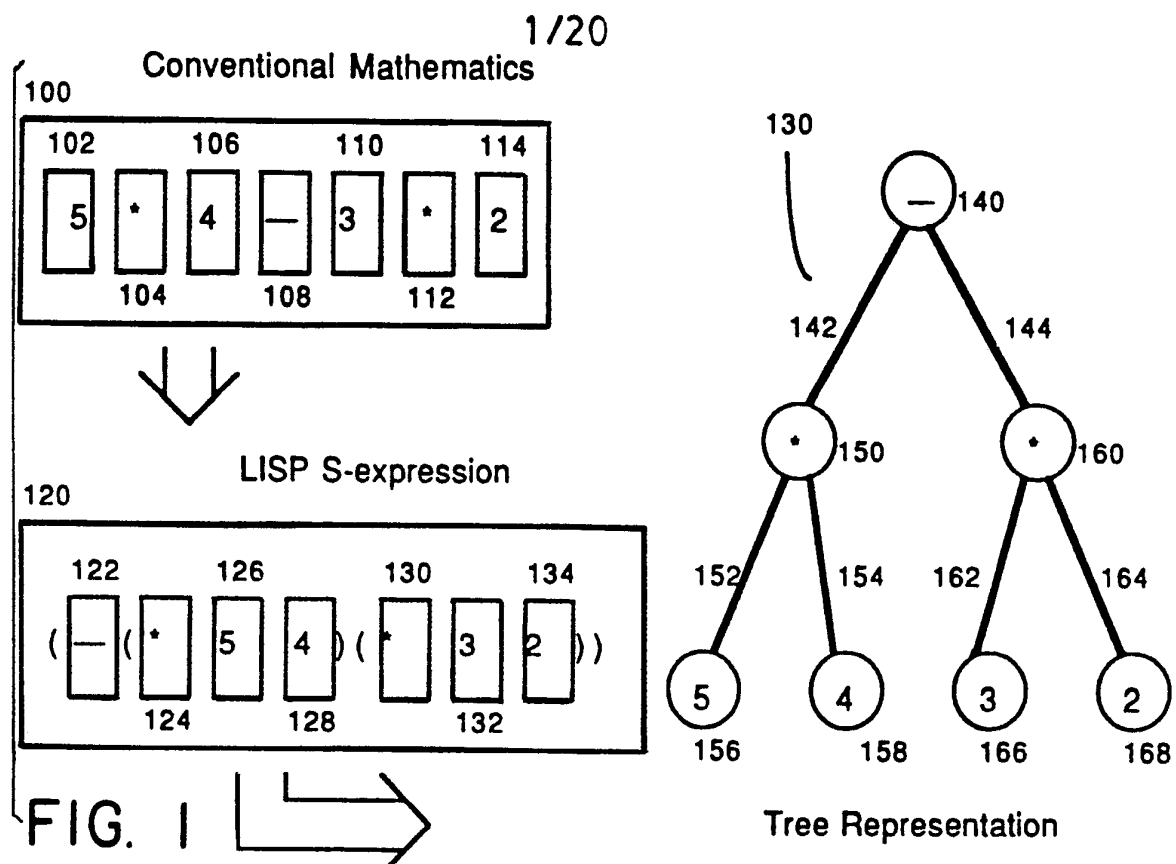 1/20
Conventional Mathematics
100
102 106 110 114
5 * 4 — 3 * 2
104 108 112
LISP S-expression
120
122 126 130 134
( — ( * 5 4 ) ( * 3 2 ) )
124 128 132
FIG. 1
130
— 140
142 144
* 150 * 160
152 154 162 164
5 4 3 2
156 158 166 168
Tree Representation